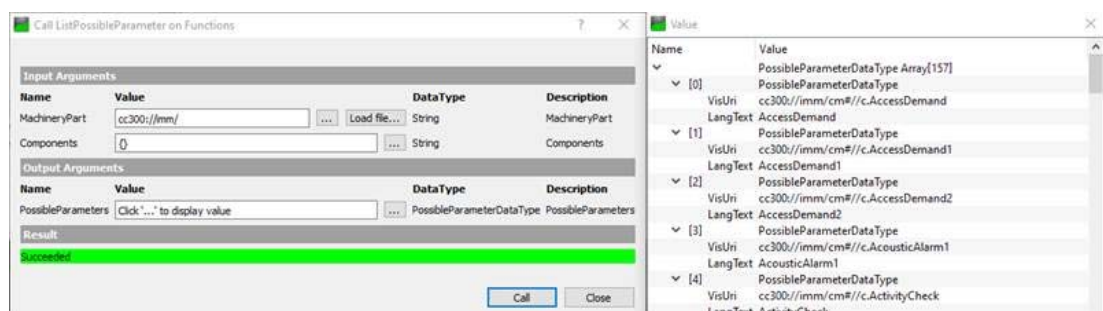 Call ListPossibleParameter on Functions
Input Arguments
Name Value DataType Description
MachineryPart cc300://imm/ ... Load file... String MachineryPart
Components {} ... String Components
Output Arguments
Name Value DataType Description
PossibleParameters Click '...' to display value ... PossibleParameterDataType PossibleParameters
Result
Succeeded
Call Close
Value
Name Value
PossibleParameterDataType Array[157]
[0] PossibleParameterDataType
VisUri cc300://imm/cm#//c.AccessDemand
LangText AccessDemand
[1] PossibleParameterDataType
VisUri cc300://imm/cm#//c.AccessDemand1
LangText AccessDemand1
[2] PossibleParameterDataType
VisUri cc300://imm/cm#//c.AccessDemand2
LangText AccessDemand2
[3] PossibleParameterDataType
VisUri cc300://imm/cm#//c.AcousticAlarm1
LangText AcousticAlarm1
[4] PossibleParameterDataType
VisUri cc300://imm/cm#//c.ActivityCheck
LangText ActivityCheck